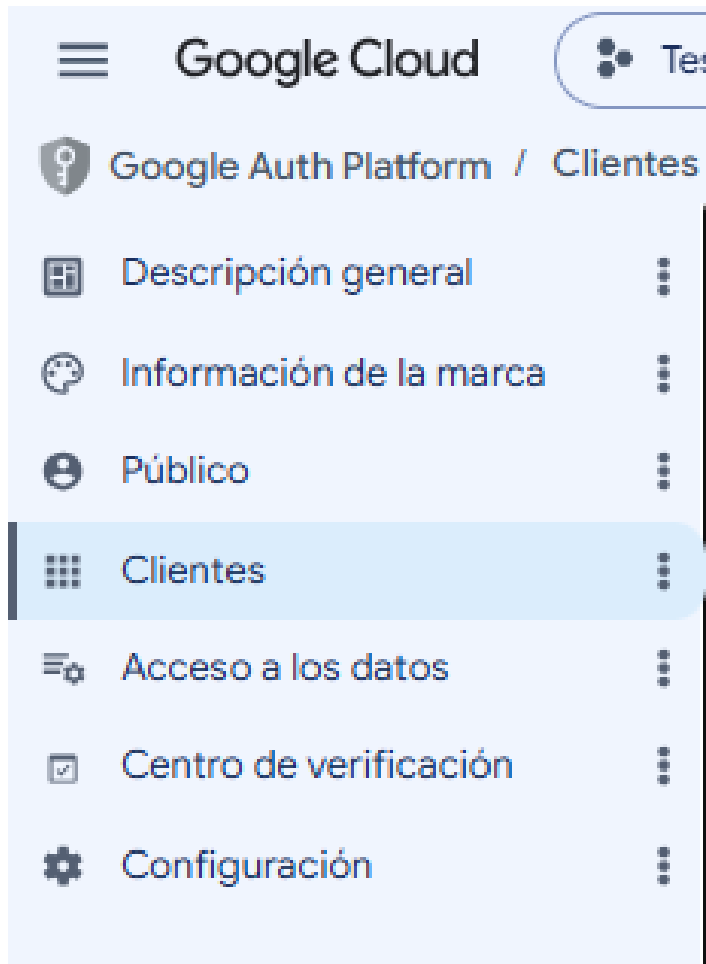 Google Cloud Tes
Google Auth Platform / Clientes
Descripción general
Información de la marca
Público
Clientes
Acceso a los datos
Centro de verificación
Configuración